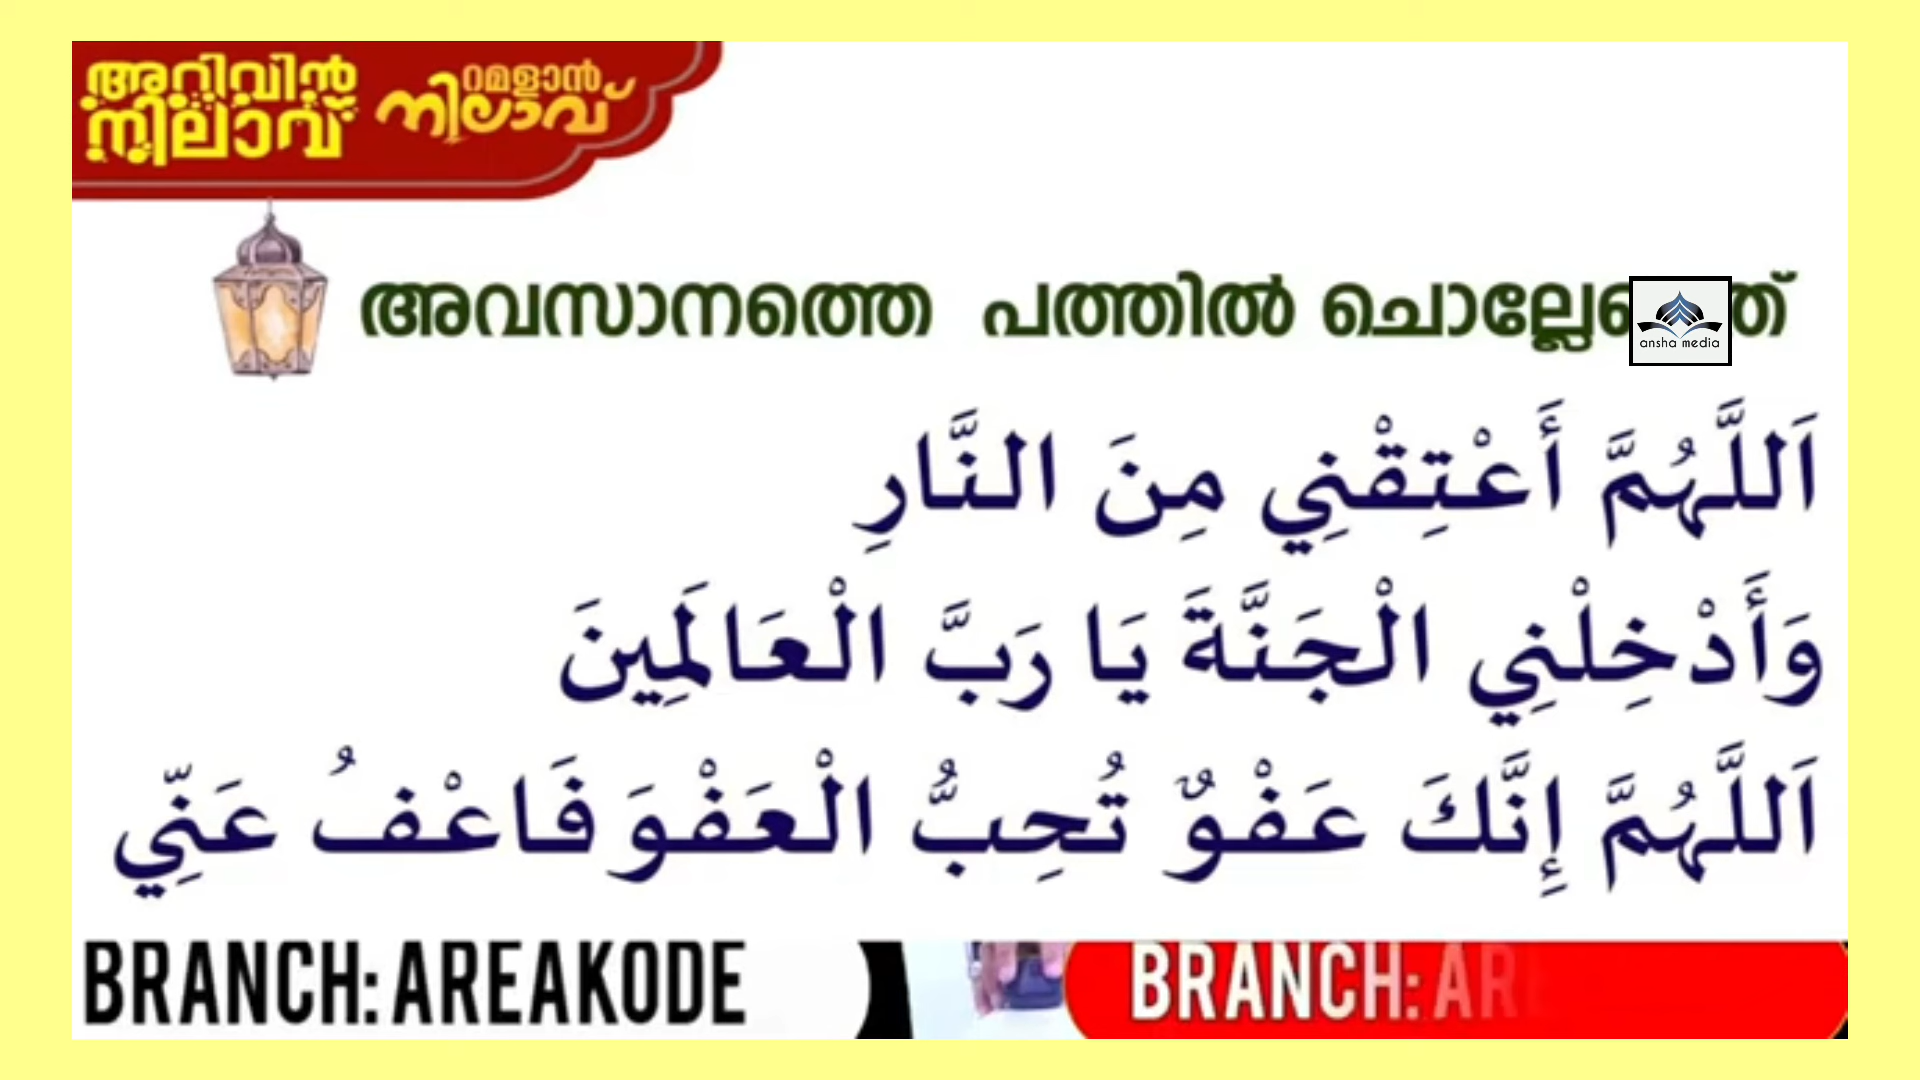 അറിവിൻ നിലാവ്
റമളാൻ നിലാവ്
അവസാനത്തെ പത്തിൽ
ansha media
اَللَّهُمَّ أَعْتِقْنِي مِنَ النَّارِ
وَأَدْخِلْنِي الْجَنَّةَ يَا رَبَّ الْعَالَمِينَ
اَللَّهُمَّ إِنَّكَ عَفْوٌ تُحِبُّ الْعَفْوَ فَاعْفُ عَنِّي
BRANCH: AREAKODE
BRANCH: